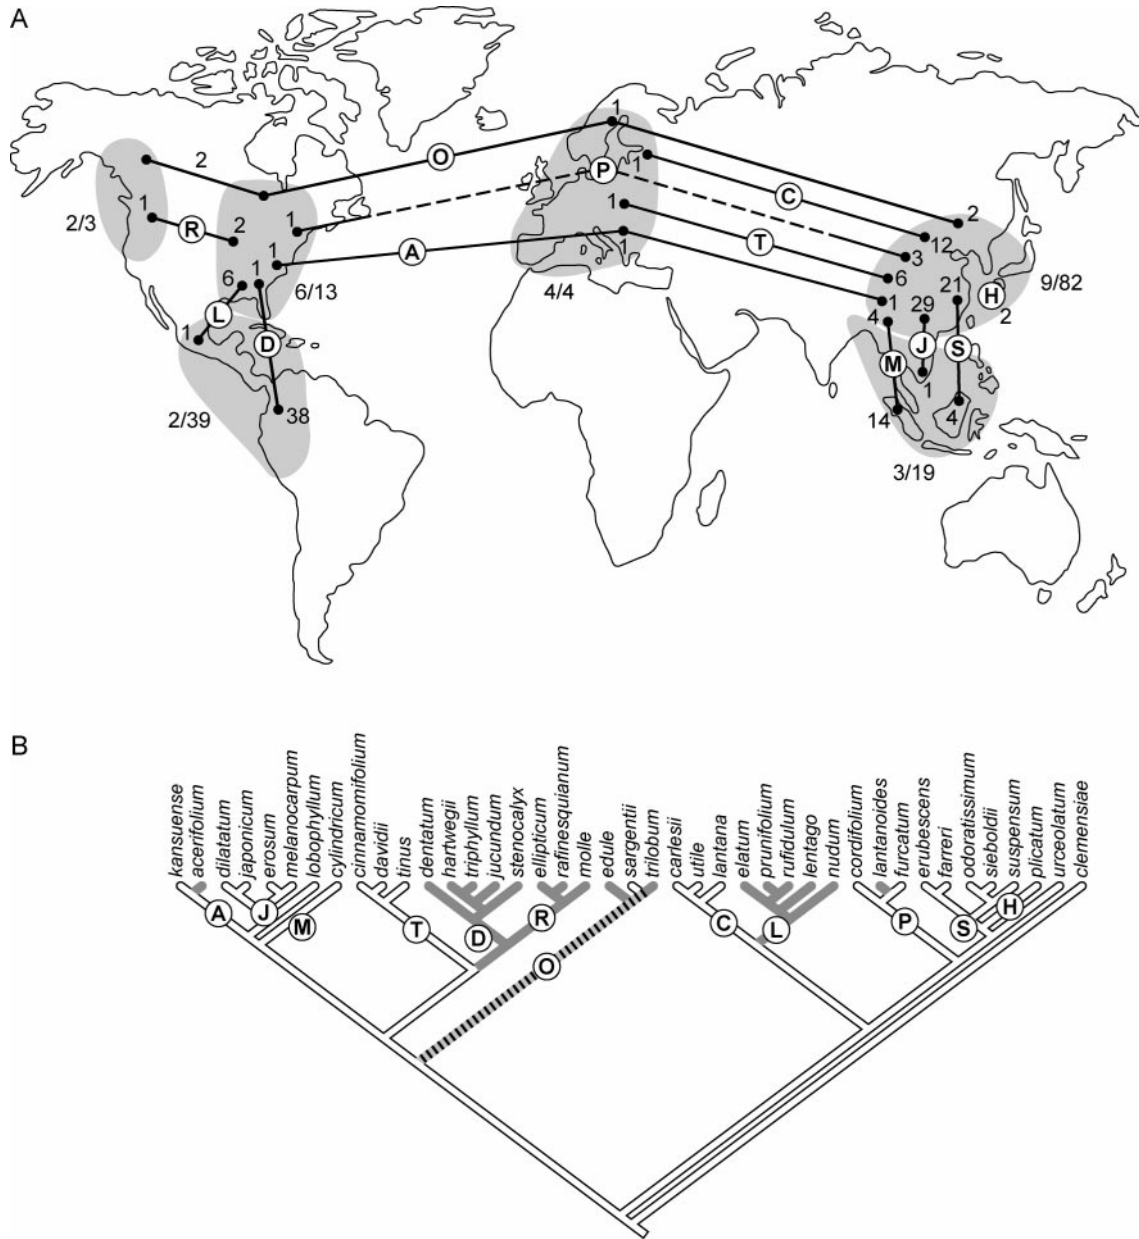 A
1
2
O
1
P
1
C
2
1
R
2
1
1
T
12
2/3
1
A
1
3
6
6
1
6/13
4/4
1
29
21
H
9/82
L
4
2
1
D
M
J
S
1
2/39
38
14
4
3/19
B
kansuense
acerifolium
dilatatum
japonicum
erosum
melanocarpum
lobophyllum
cylindricum
cinnamomifolium
davidii
tinus
dentatum
hartwegii
triphyllum
jucundum
stenocalyx
ellipticum
rafinesquianum
molle
edule
sargentii
trilobum
carlesii
utile
lantana
elatum
prunifolium
rufidulum
lentago
nudum
cordifolium
lantanoides
furcatum
erubescens
farreri
odoratissimum
sieboldii
suspensum
plicatum
urceolatum
clemensiae
A
J
M
T
D
R
O
C
L
P
S
H